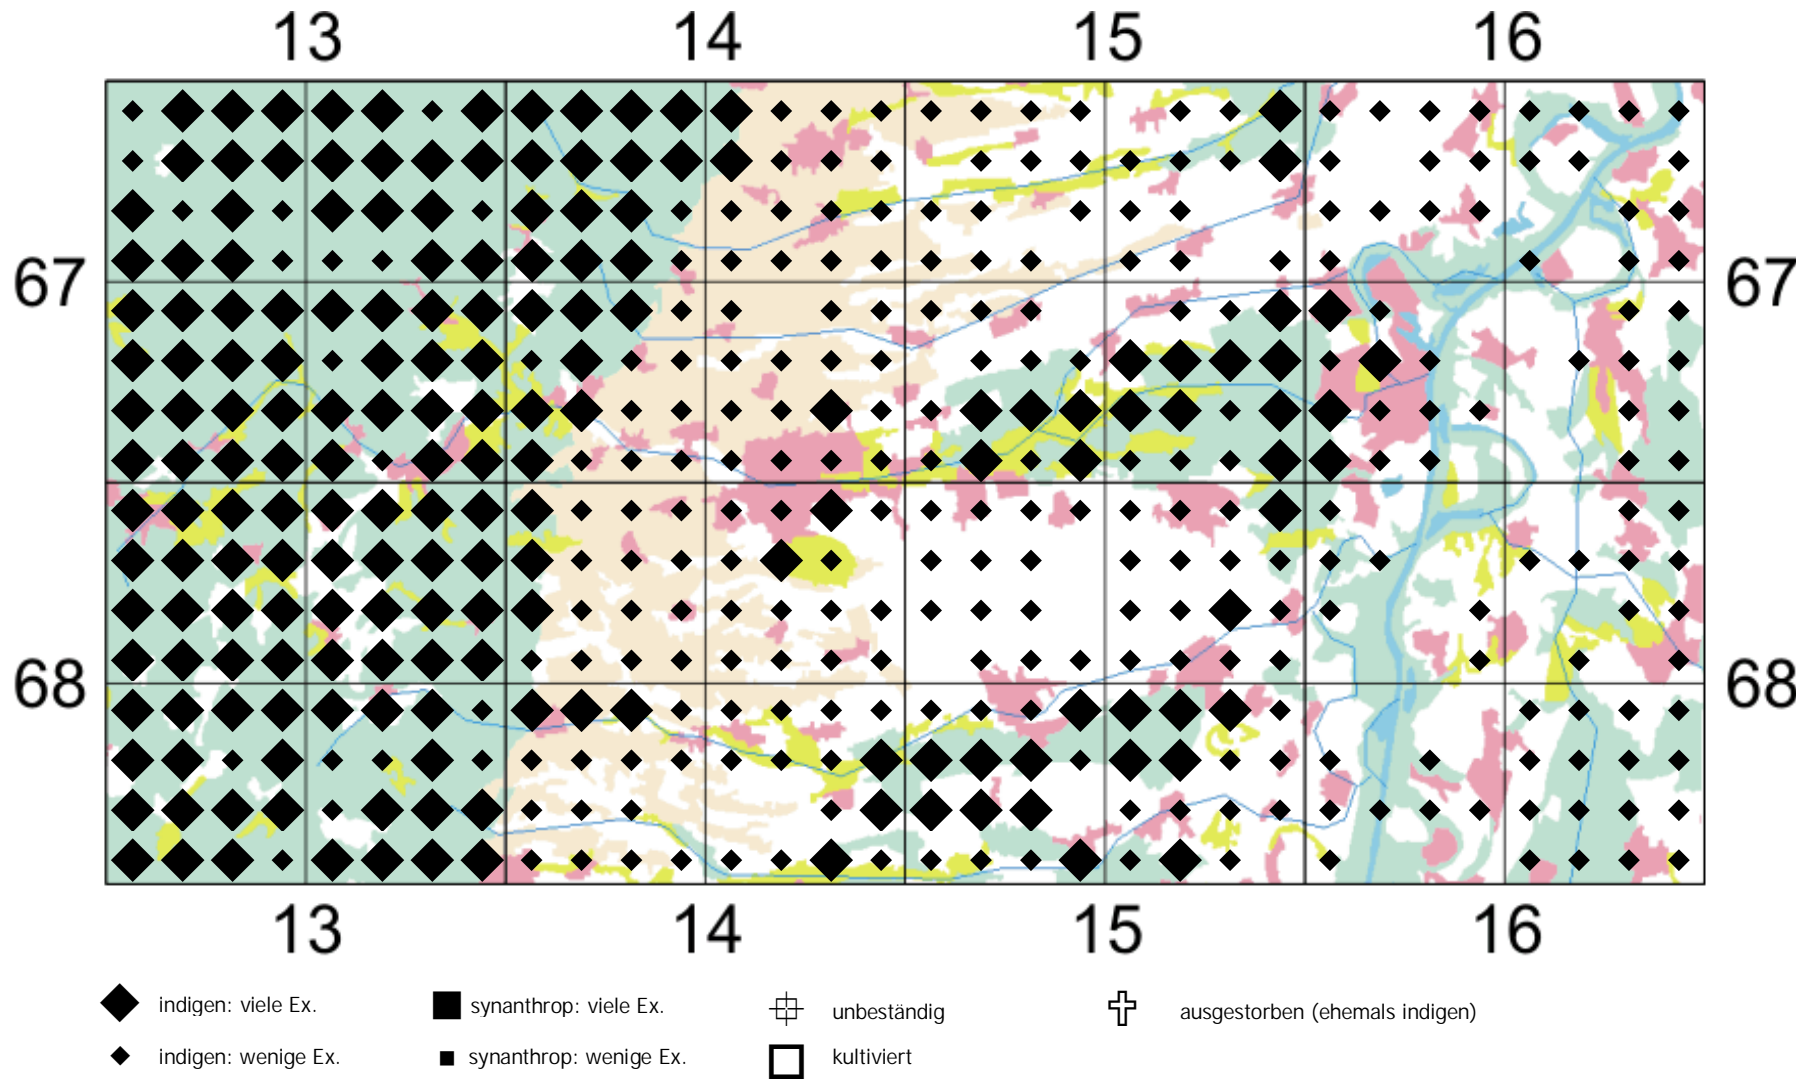 13 14 15 16
67 67
68 68
13 14 15 16
indigen: viele Ex. synanthrop: viele Ex. unbeständig ausgestorben (ehemals indigen)
indigen: wenige Ex. synanthrop: wenige Ex. kultiviert